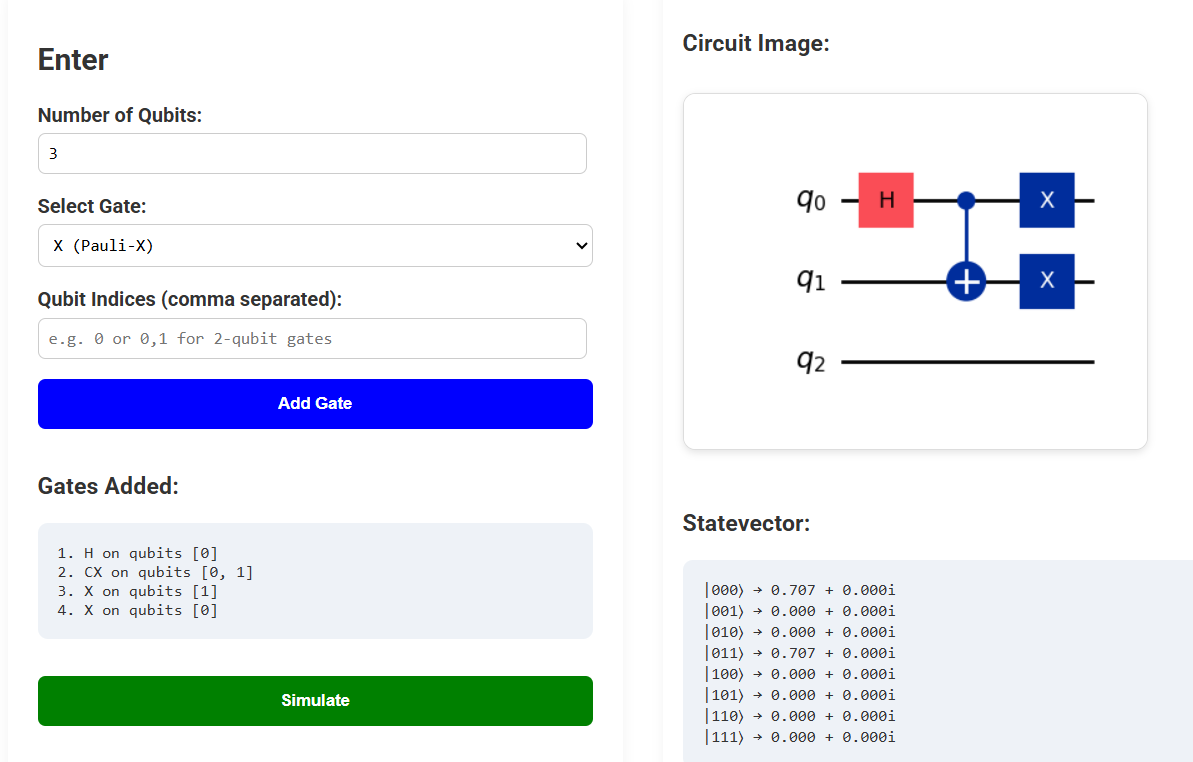 Enter
Number of Qubits:
3
Select Gate:
X (Pauli-X)
Qubit Indices (comma separated):
e.g. 0 or 0,1 for 2-qubit gates
Add Gate
Gates Added:
1. H on qubits [0]
2. CX on qubits [0, 1]
3. X on qubits [1]
4. X on qubits [0]
Simulate
Circuit Image:
q0 H X
q1 X
q2
Statevector:
|000⟩ → 0.707 + 0.000i
|001⟩ → 0.000 + 0.000i
|010⟩ → 0.000 + 0.000i
|011⟩ → 0.707 + 0.000i
|100⟩ → 0.000 + 0.000i
|101⟩ → 0.000 + 0.000i
|110⟩ → 0.000 + 0.000i
|111⟩ → 0.000 + 0.000i